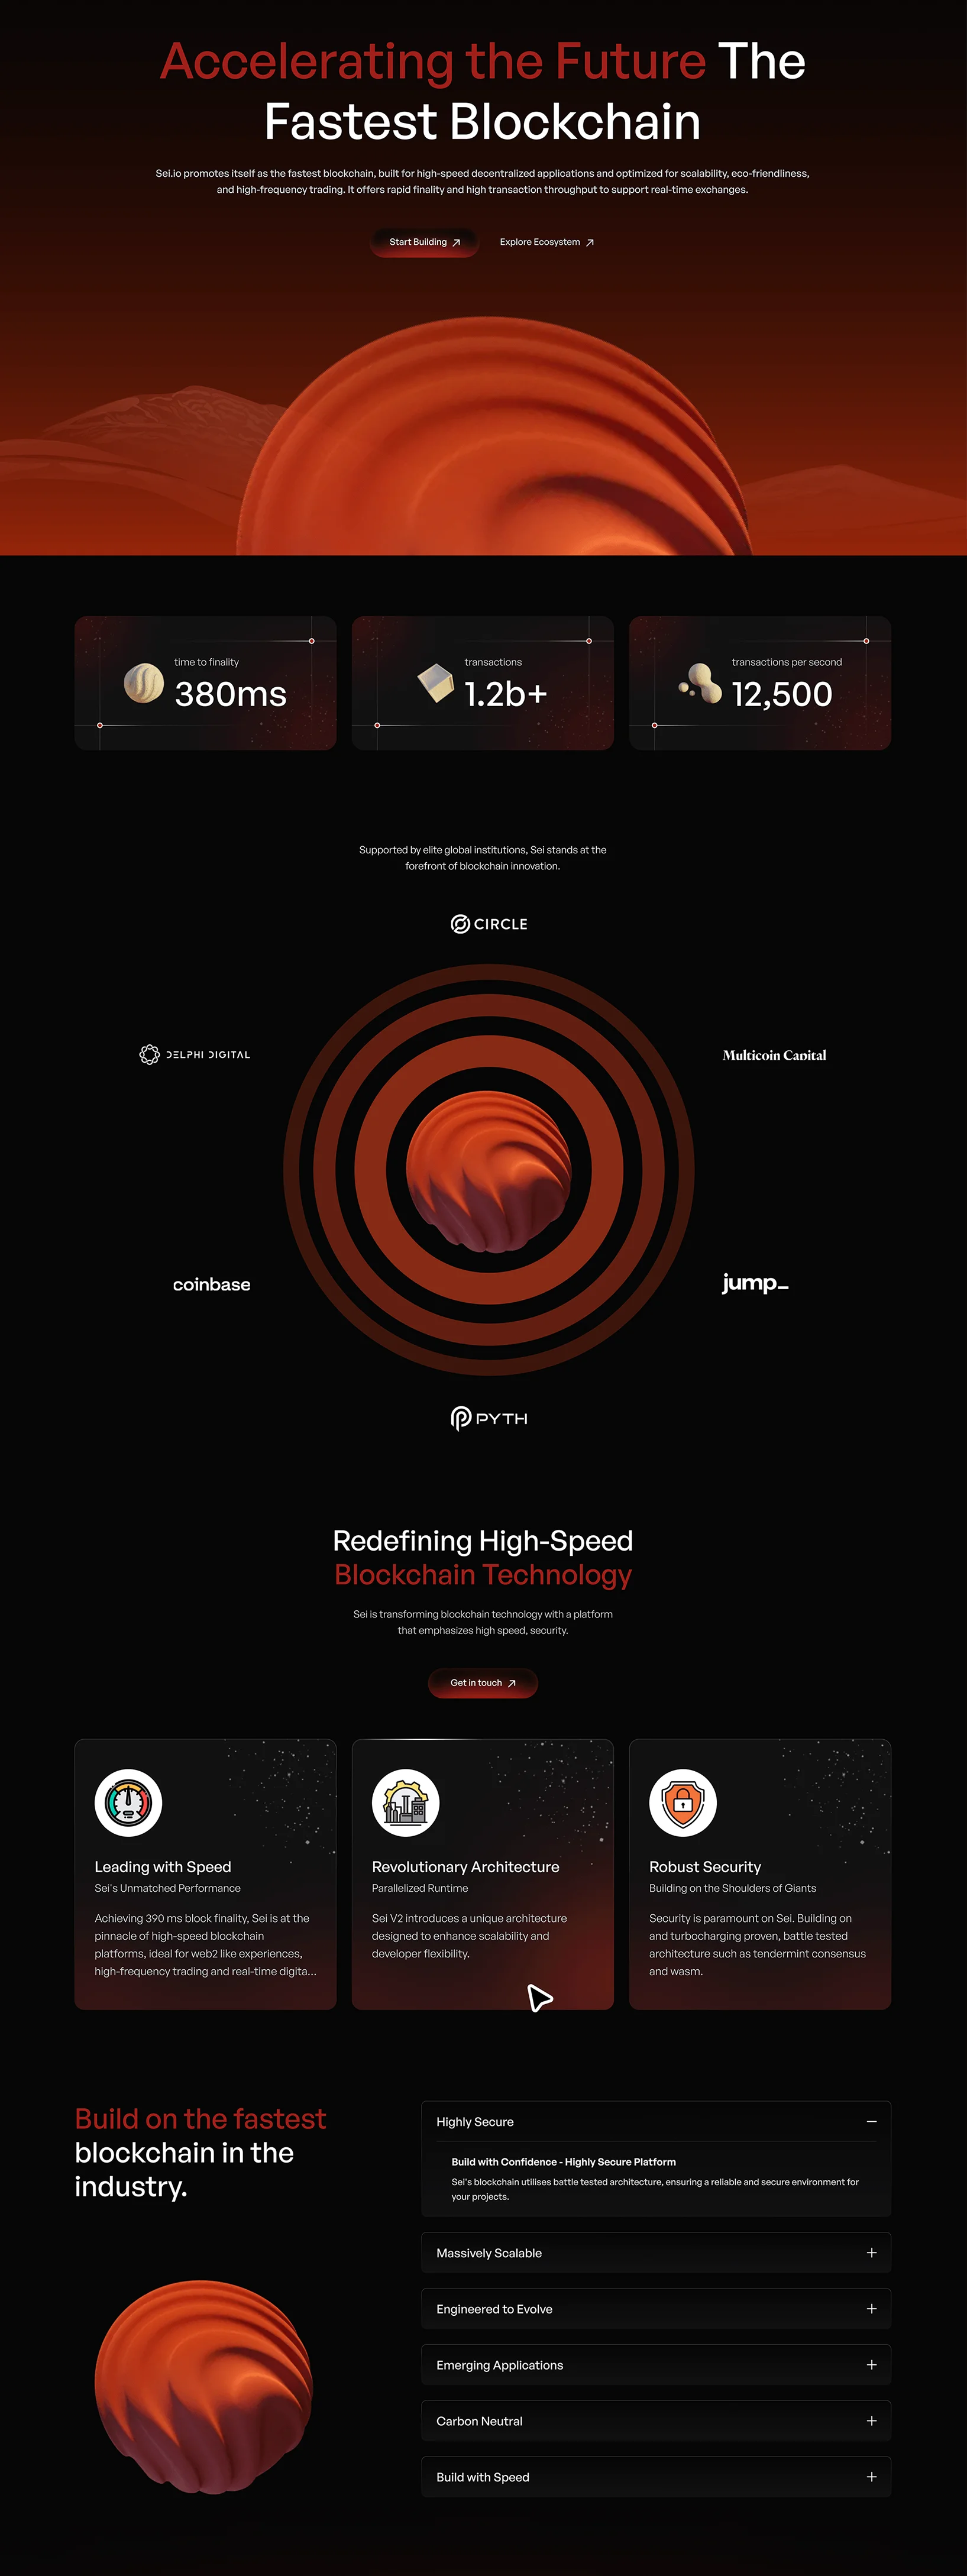 Accelerating the Future The
Fastest Blockchain
Sei.io promotes itself as the fastest blockchain, built for high-speed decentralized applications and optimized for scalability, eco-friendliness,
and high-frequency trading. It offers rapid finality and high transaction throughput to support real-time exchanges.
Start Building
Explore Ecosystem
time to finality
380ms
transactions
1.2b+
transactions per second
12,500
Supported by elite global institutions, Sei stands at the
forefront of blockchain innovation.
CIRCLE
DELPHI DIGITAL
Multicoin Capital
coinbase
jump_
PYTH
Redefining High-Speed
Blockchain Technology
Sei is transforming blockchain technology with a platform
that emphasizes high speed, security.
Get in touch
Leading with Speed
Sei's Unmatched Performance
Achieving 390 ms block finality, Sei is at the
pinnacle of high-speed blockchain
platforms, ideal for web2 like experiences,
high-frequency trading and real-time digita...
Revolutionary Architecture
Parallelized Runtime
Sei V2 introduces a unique architecture
designed to enhance scalability and
developer flexibility.
Robust Security
Building on the Shoulders of Giants
Security is paramount on Sei. Building on
and turbocharging proven, battle tested
architecture such as tendermint consensus
and wasm.
Build on the fastest
blockchain in the
industry.
Highly Secure
Build with Confidence - Highly Secure Platform
Sei's blockchain utilises battle tested architecture, ensuring a reliable and secure environment for
your projects.
Massively Scalable
Engineered to Evolve
Emerging Applications
Carbon Neutral
Build with Speed